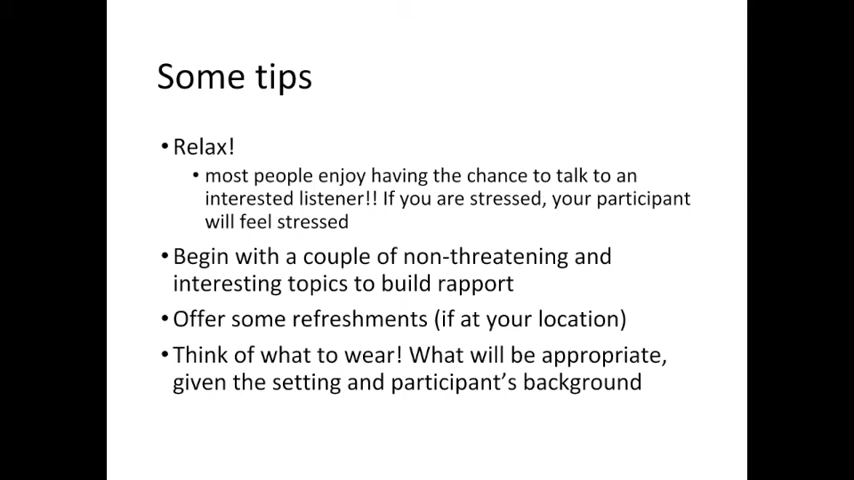 Some tips
• Relax!
• most people enjoy having the chance to talk to an
interested listener!! If you are stressed, your participant
will feel stressed
• Begin with a couple of non-threatening and
interesting topics to build rapport
• Offer some refreshments (if at your location)
• Think of what to wear! What will be appropriate,
given the setting and participant’s background